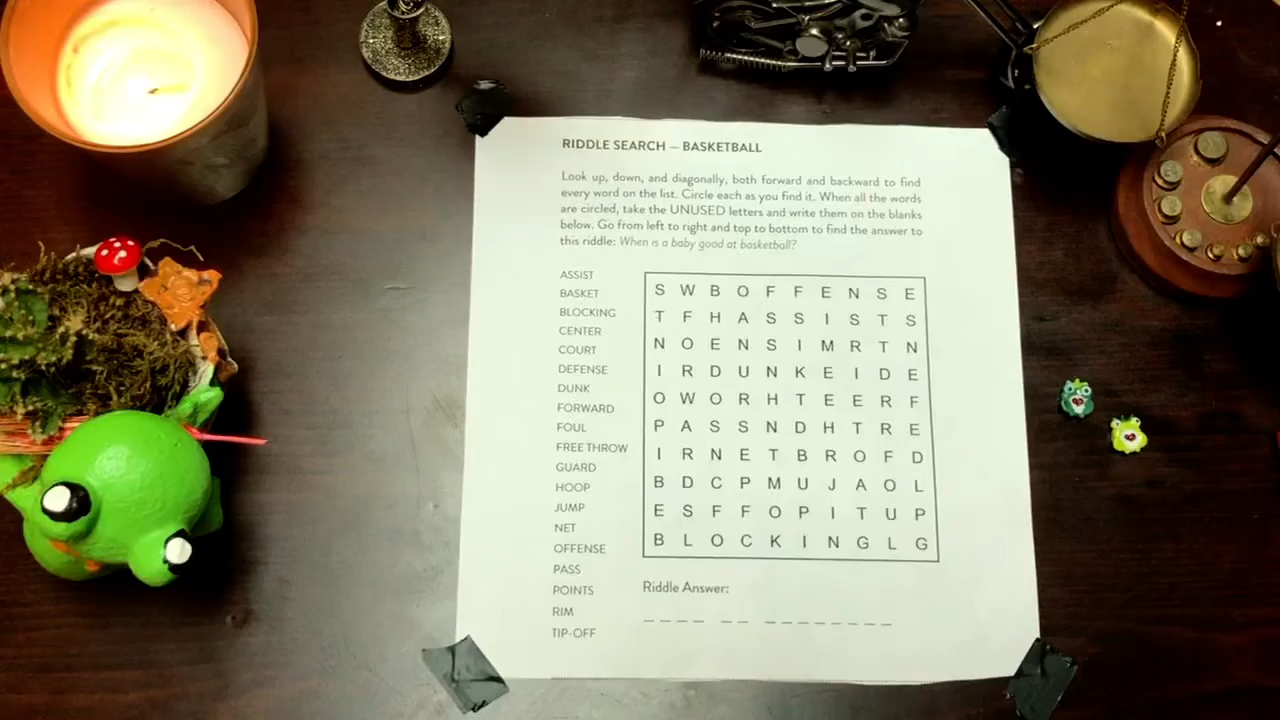 RIDDLE SEARCH – BASKETBALL
Look up, down, and diagonally, both forward and backward to find
every word on the list. Circle each as you find it. When all the words
are circled, take the UNUSED letters and write them on the blanks
below. Go from left to right and top to bottom to find the answer to
this riddle: When is a baby good at basketball?
ASSIST
BASKET
BLOCKING
CENTER
COURT
DEFENSE
DUNK
FORWARD
FOUL
FREE THROW
GUARD
HOOP
JUMP
NET
OFFENSE
PASS
POINTS
RIM
TIP-OFF
S W B O F F E N S E
T F H A S S I S T S
N O E N S I M R T N
I R D U N K E I D E
O W O R H T E E R F
P A S S N D H T R E
I R N E T B R O F D
B D C P M U J A O L
E S F F O P I T U P
B L O C K I N G L G
Riddle Answer:
_ _ _ _ _ _ _ _ _ _ _ _ _ _